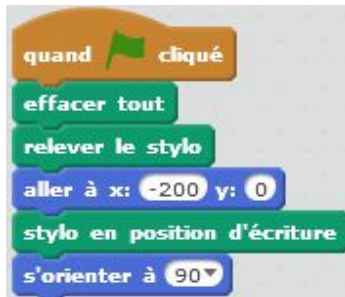 quand cliqué
effacer tout
relever le stylo
aller à x: -200 y: 0
stylo en position d'écriture
s'orienter à 90